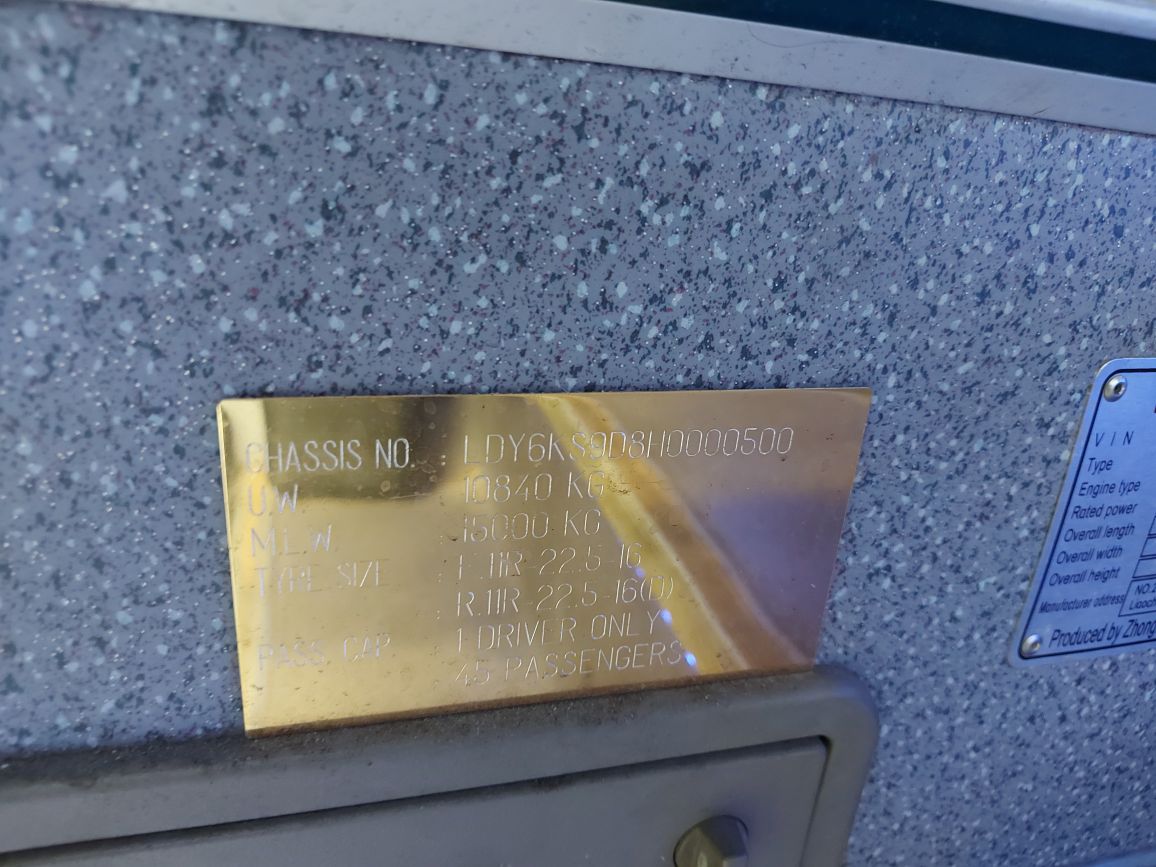 CHASSIS NO. : LDY6KS9D8H0000500
U.W. : 10840 KG
M.L.W. : 15000 KG
TYRE SIZE : F.11R-22.5-16
R.11R-22.5-16(D)
PASS. CAP. : 1 DRIVER ONLY
45 PASSENGERS
VIN
Type
Engine type
Rated power
Overall length
Overall width
Overall height
Manufacturer address
Produced by Zhong